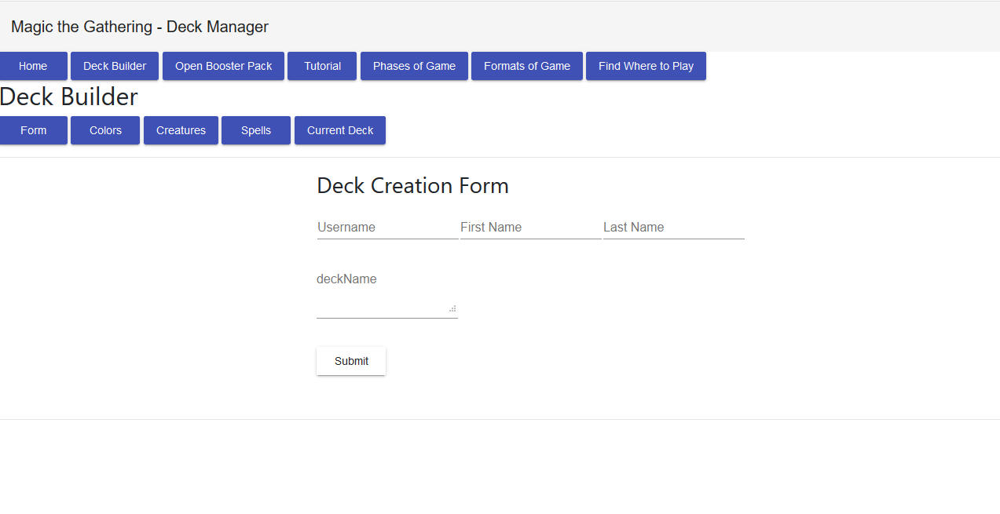 Magic the Gathering - Deck Manager
Home Deck Builder Open Booster Pack Tutorial Phases of Game Formats of Game Find Where to Play
Deck Builder
Form Colors Creatures Spells Current Deck
Deck Creation Form
Username First Name Last Name
deckName
Submit